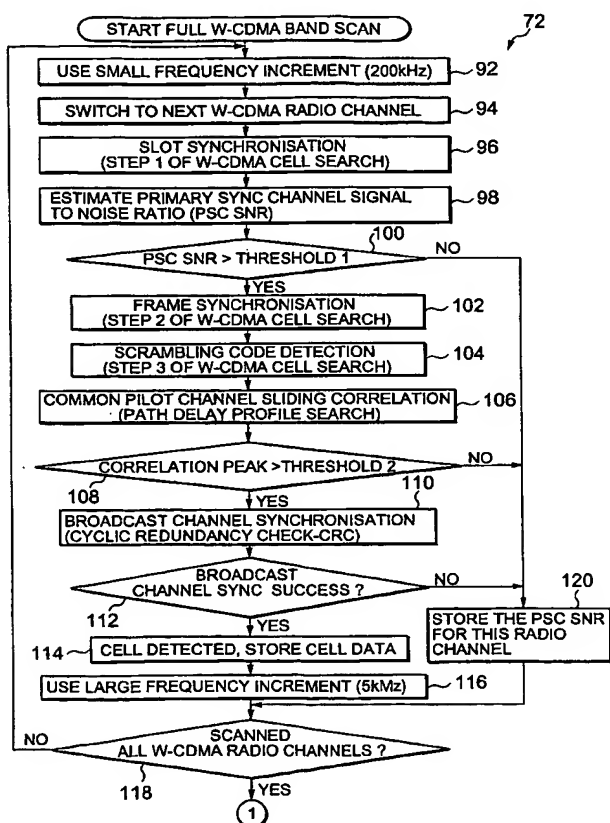 START FULL W-CDMA BAND SCAN
72
USE SMALL FREQUENCY INCREMENT (200kHz)
92
SWITCH TO NEXT W-CDMA RADIO CHANNEL
94
SLOT SYNCHRONISATION
(STEP 1 OF W-CDMA CELL SEARCH)
96
ESTIMATE PRIMARY SYNC CHANNEL SIGNAL
TO NOISE RATIO (PSC SNR)
98
100
PSC SNR > THRESHOLD 1
NO
YES
FRAME SYNCHRONISATION
(STEP 2 OF W-CDMA CELL SEARCH)
102
SCRAMBLING CODE DETECTION
(STEP 3 OF W-CDMA CELL SEARCH)
104
COMMON PILOT CHANNEL SLIDING CORRELATION
(PATH DELAY PROFILE SEARCH)
106
CORRELATION PEAK >THRESHOLD 2
NO
108
YES
110
BROADCAST CHANNEL SYNCHRONISATION
(CYCLIC REDUNDANCY CHECK-CRC)
BROADCAST
CHANNEL SYNC SUCCESS ?
NO
112
YES
120
STORE THE PSC SNR
FOR THIS RADIO
CHANNEL
114
CELL DETECTED, STORE CELL DATA
USE LARGE FREQUENCY INCREMENT (5kMz)
116
NO
SCANNED
ALL W-CDMA RADIO CHANNELS ?
118
YES
1